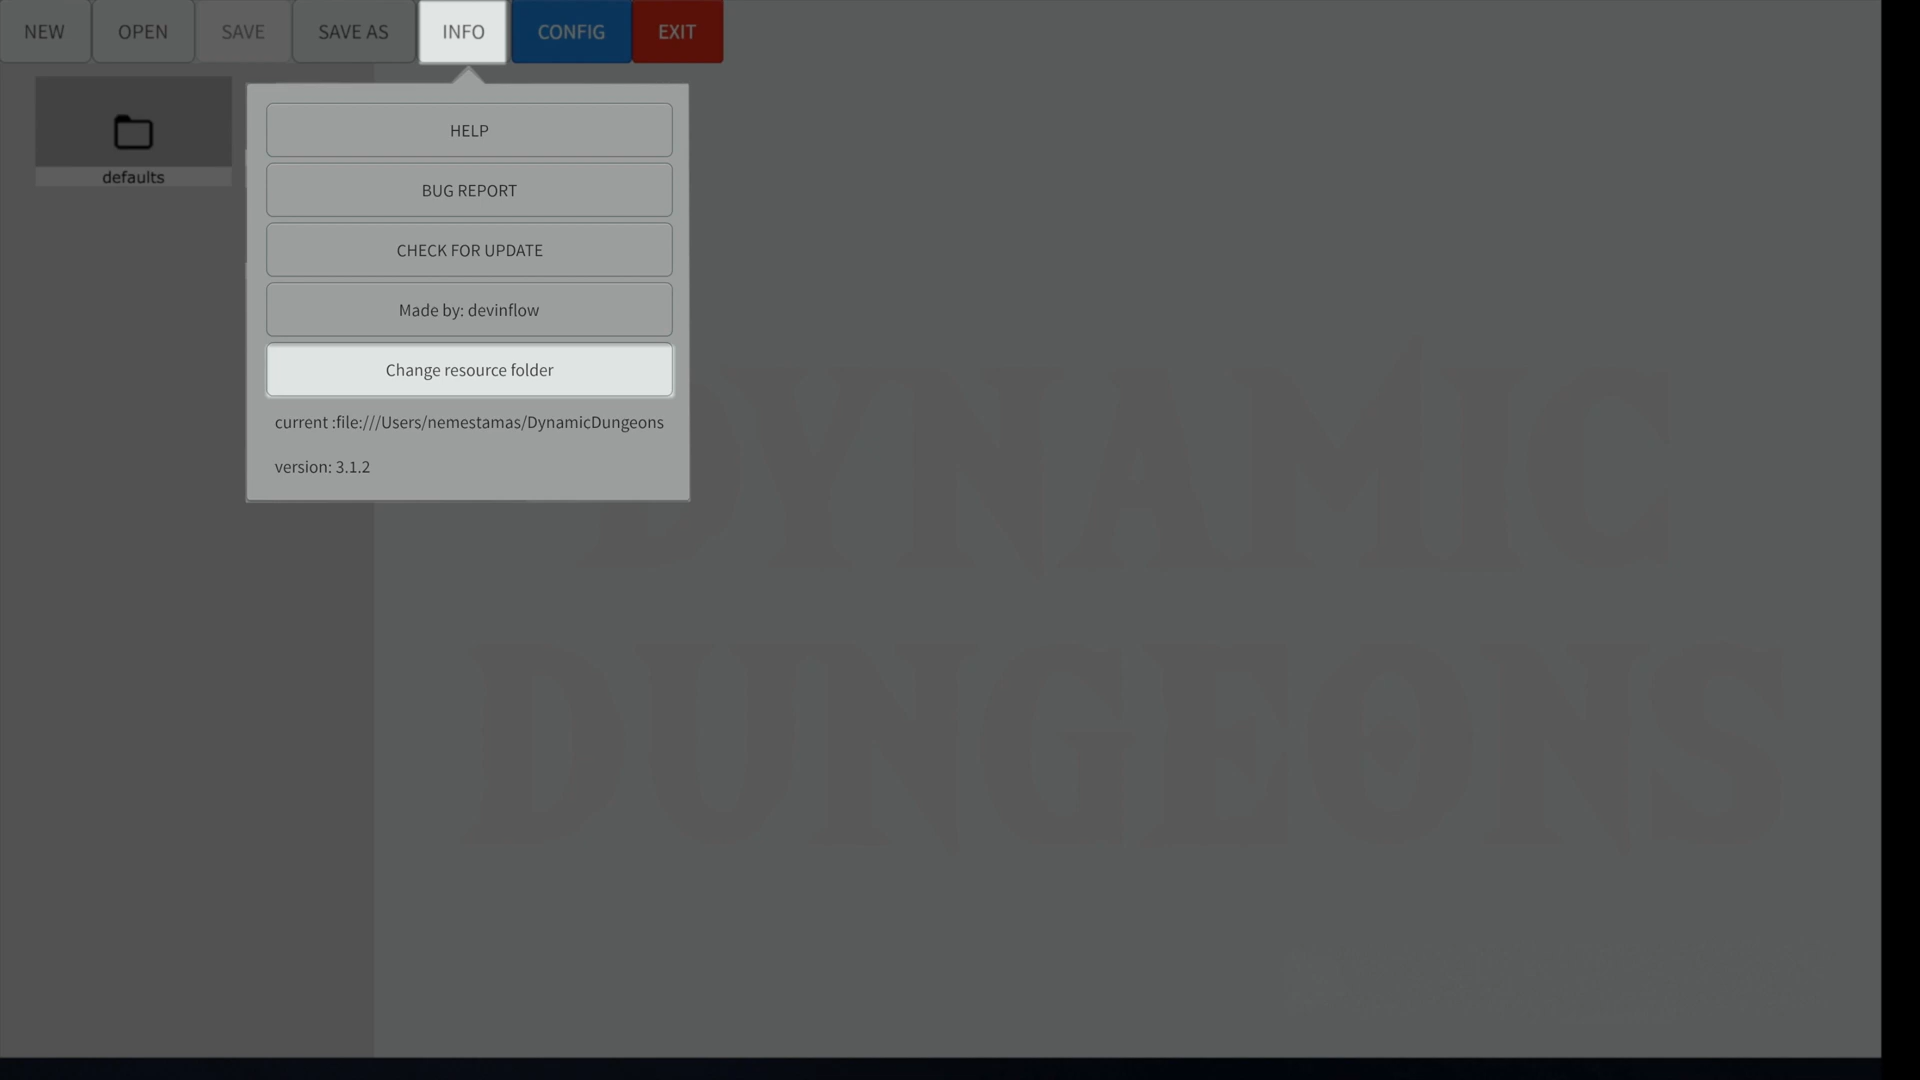 NEW OPEN SAVE SAVE AS INFO CONFIG EXIT
defaults
HELP
BUG REPORT
CHECK FOR UPDATE
Made by: devinflow
Change resource folder
current :file:///Users/nemestamas/DynamicDungeons
version: 3.1.2
DYNAMIC
DUNGEONS